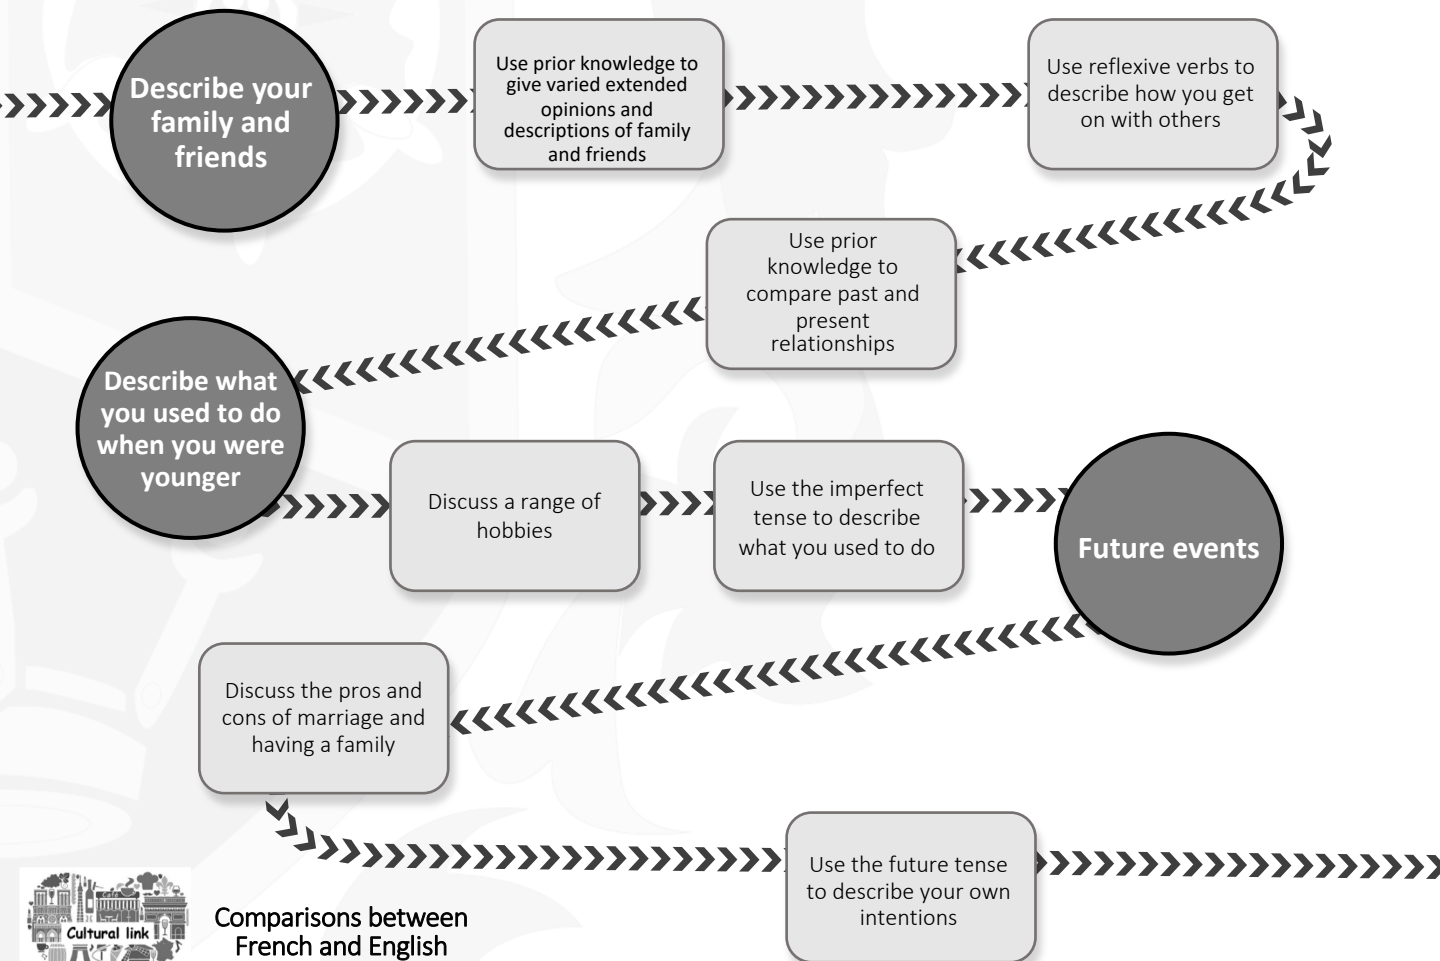 Describe your
family and
friends
Use prior knowledge to
give varied extended
opinions and
descriptions of family
and friends
Use reflexive verbs to
describe how you get
on with others
Use prior
knowledge to
compare past and
present
relationships
Describe what
you used to do
when you were
younger
Discuss a range of
hobbies
Use the imperfect
tense to describe
what you used to do
Future events
Discuss the pros and
cons of marriage and
having a family
Use the future tense
to describe your own
intentions
Cultural link
Comparisons between
French and English